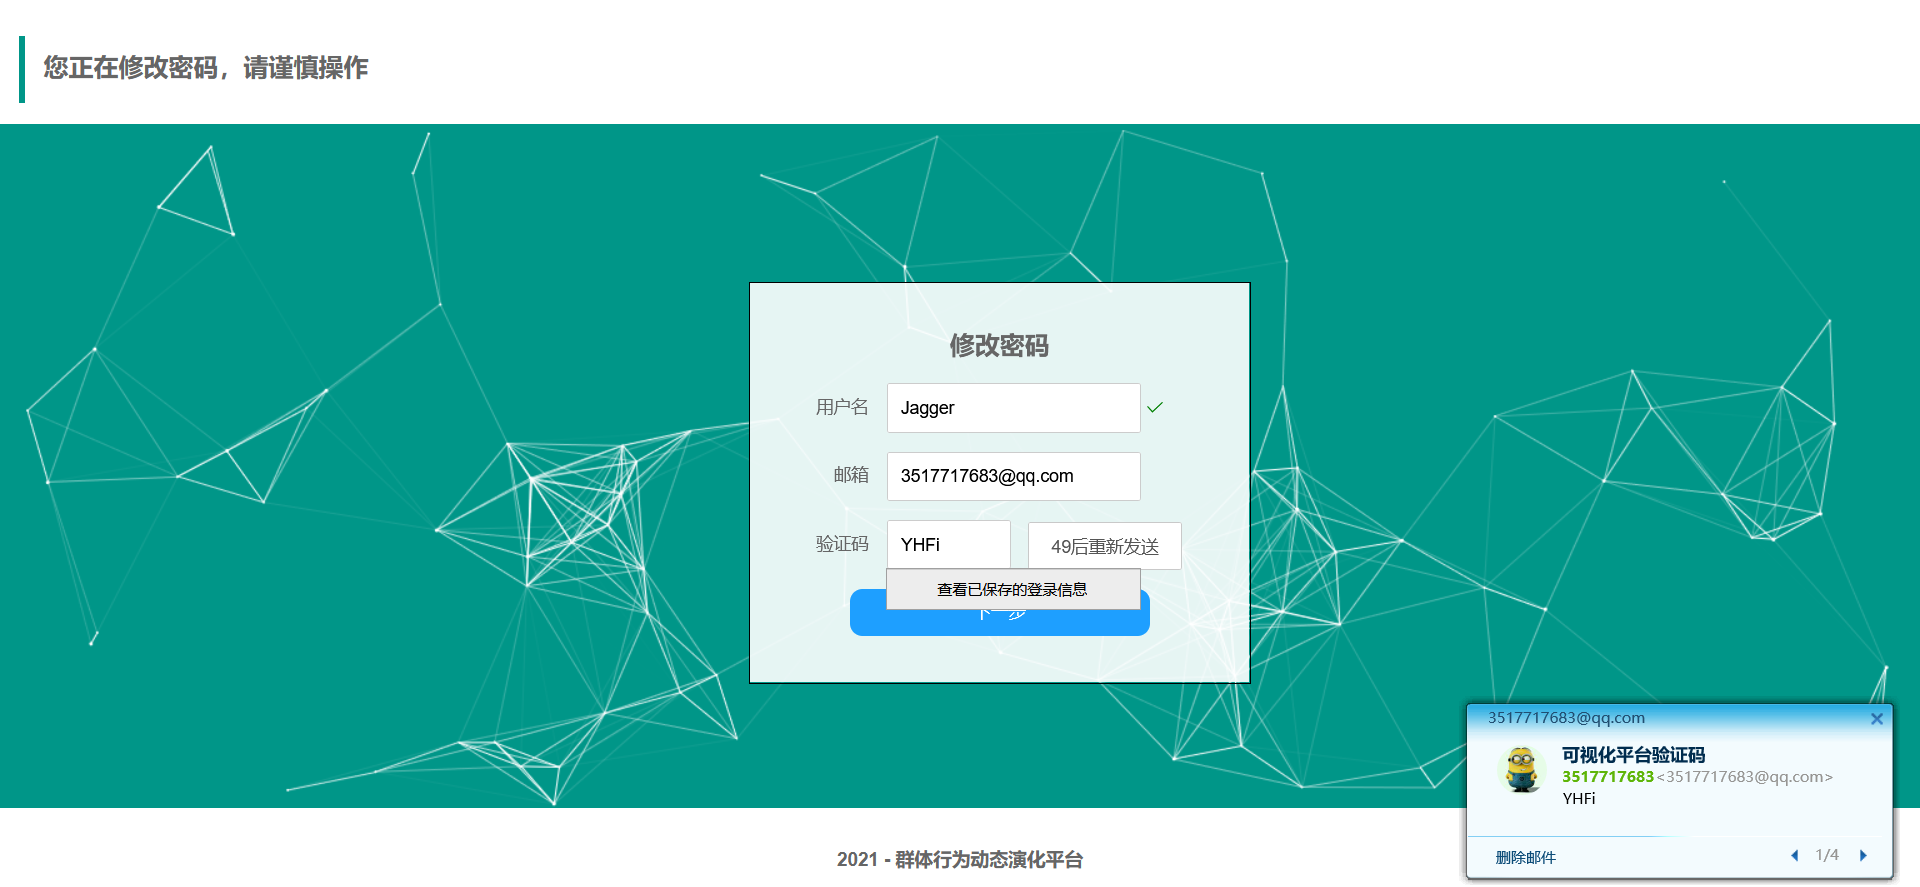 您正在修改密码，请谨慎操作
修改密码
用户名
Jagger
邮箱
3517717683@qq.com
验证码
YHFi
49后重新发送
查看已保存的登录信息
下一步
3517717683@qq.com
可视化平台验证码
3517717683<3517717683@qq.com>
YHFi
删除邮件
1/4
2021 - 群体行为动态演化平台